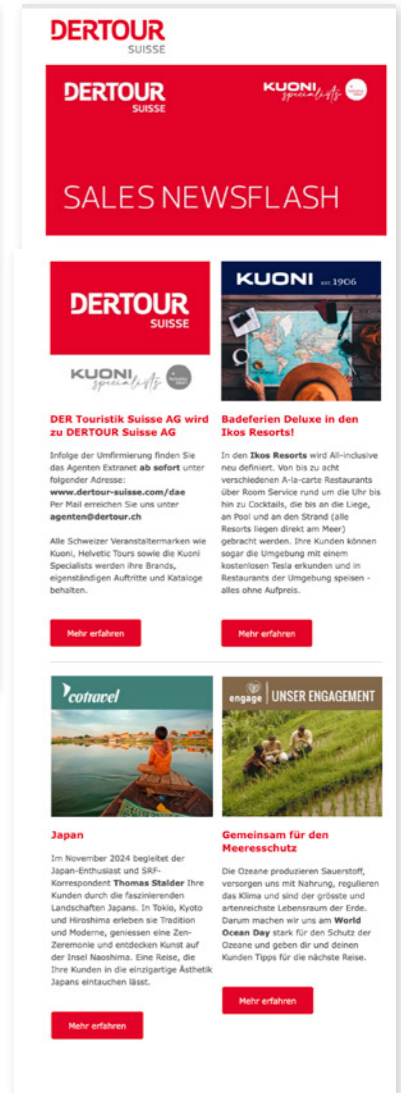 DERTOUR
SUISSE
DERTOUR
SUISSE
KUONI
specialists
SALES NEWSFLASH
DERTOUR
SUISSE
KUONI
specialists
DER Touristik Suisse AG wird
zu DERTOUR Suisse AG
Infolge der Umfirmierung finden Sie
das Agenten Extranet ab sofort unter
folgender Adresse:
www.dertour-suisse.com/dae
Per Mail erreichen Sie uns unter
agenten@dertour.ch
Alle Schweizer Veranstaltermarken wie
Kuoni, Helvetic Tours sowie die Kuoni
Specialists werden ihre Brands,
eigenständigen Auftritte und Kataloge
behalten.
Mehr erfahren
KUONI EST. 1906
Badeferien Deluxe in den
Ikos Resorts!
In den Ikos Resorts wird All-inclusive
neu definiert. Von bis zu acht
verschiedenen A-la-carte Restaurants
über Room Service rund um die Uhr bis
hin zu Cocktails, die bis an die Liege,
an Pool und an den Strand (alle
Resorts liegen direkt am Meer)
gebracht werden. Ihre Kunden können
sogar die Umgebung mit einem
kostenlosen Tesla erkunden und in
Restaurants der Umgebung speisen -
alles ohne Aufpreis.
Mehr erfahren
cotravel
Japan
Im November 2024 begleitet der
Japan-Enthusiast und SRF-
Korrespondent Thomas Stalder Ihre
Kunden durch die faszinierenden
Landschaften Japans. In Tokio, Kyoto
und Hiroshima erleben sie Tradition
und Moderne, geniessen eine Zen-
Zeremonie und entdecken Kunst auf
der Insel Naoshima. Eine Reise, die
Ihre Kunden in die einzigartige Ästhetik
Japans eintauchen lässt.
Mehr erfahren
engage UNSER ENGAGEMENT
Gemeinsam für den
Meeresschutz
Die Ozeane produzieren Sauerstoff,
versorgen uns mit Nahrung, regulieren
das Klima und sind der grösste und
artenreichste Lebensraum der Erde.
Darum machen wir uns am World
Ocean Day stark für den Schutz der
Ozeane und geben dir und deinen
Kunden Tipps für die nächste Reise.
Mehr erfahren